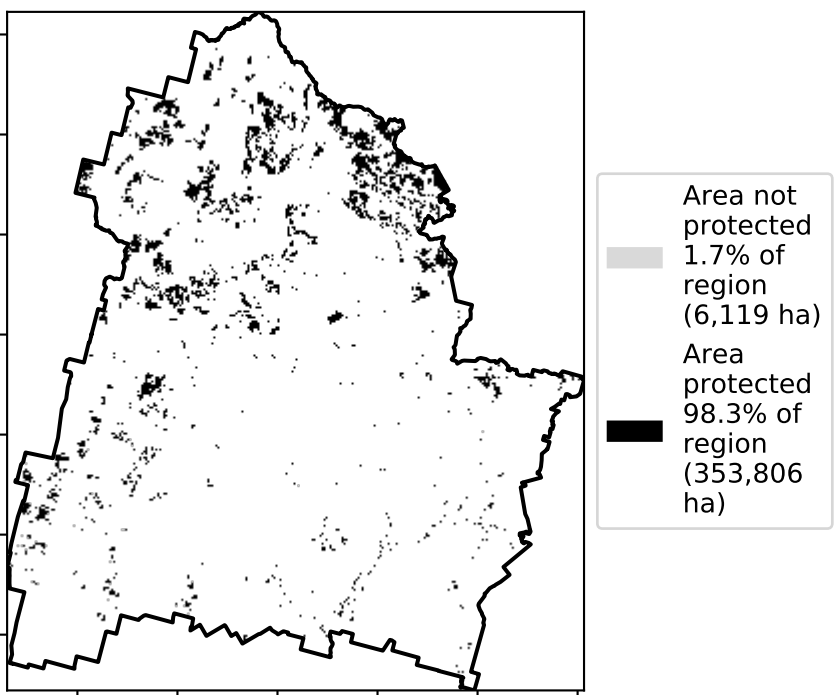 Area not
protected
1.7% of
region
(6,119 ha)
Area
protected
98.3% of
region
(353,806
ha)